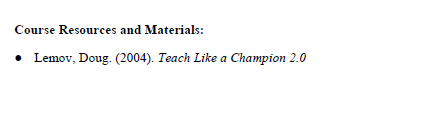 Course Resources and Materials:
● Lemov, Doug. (2004). Teach Like a Champion 2.0